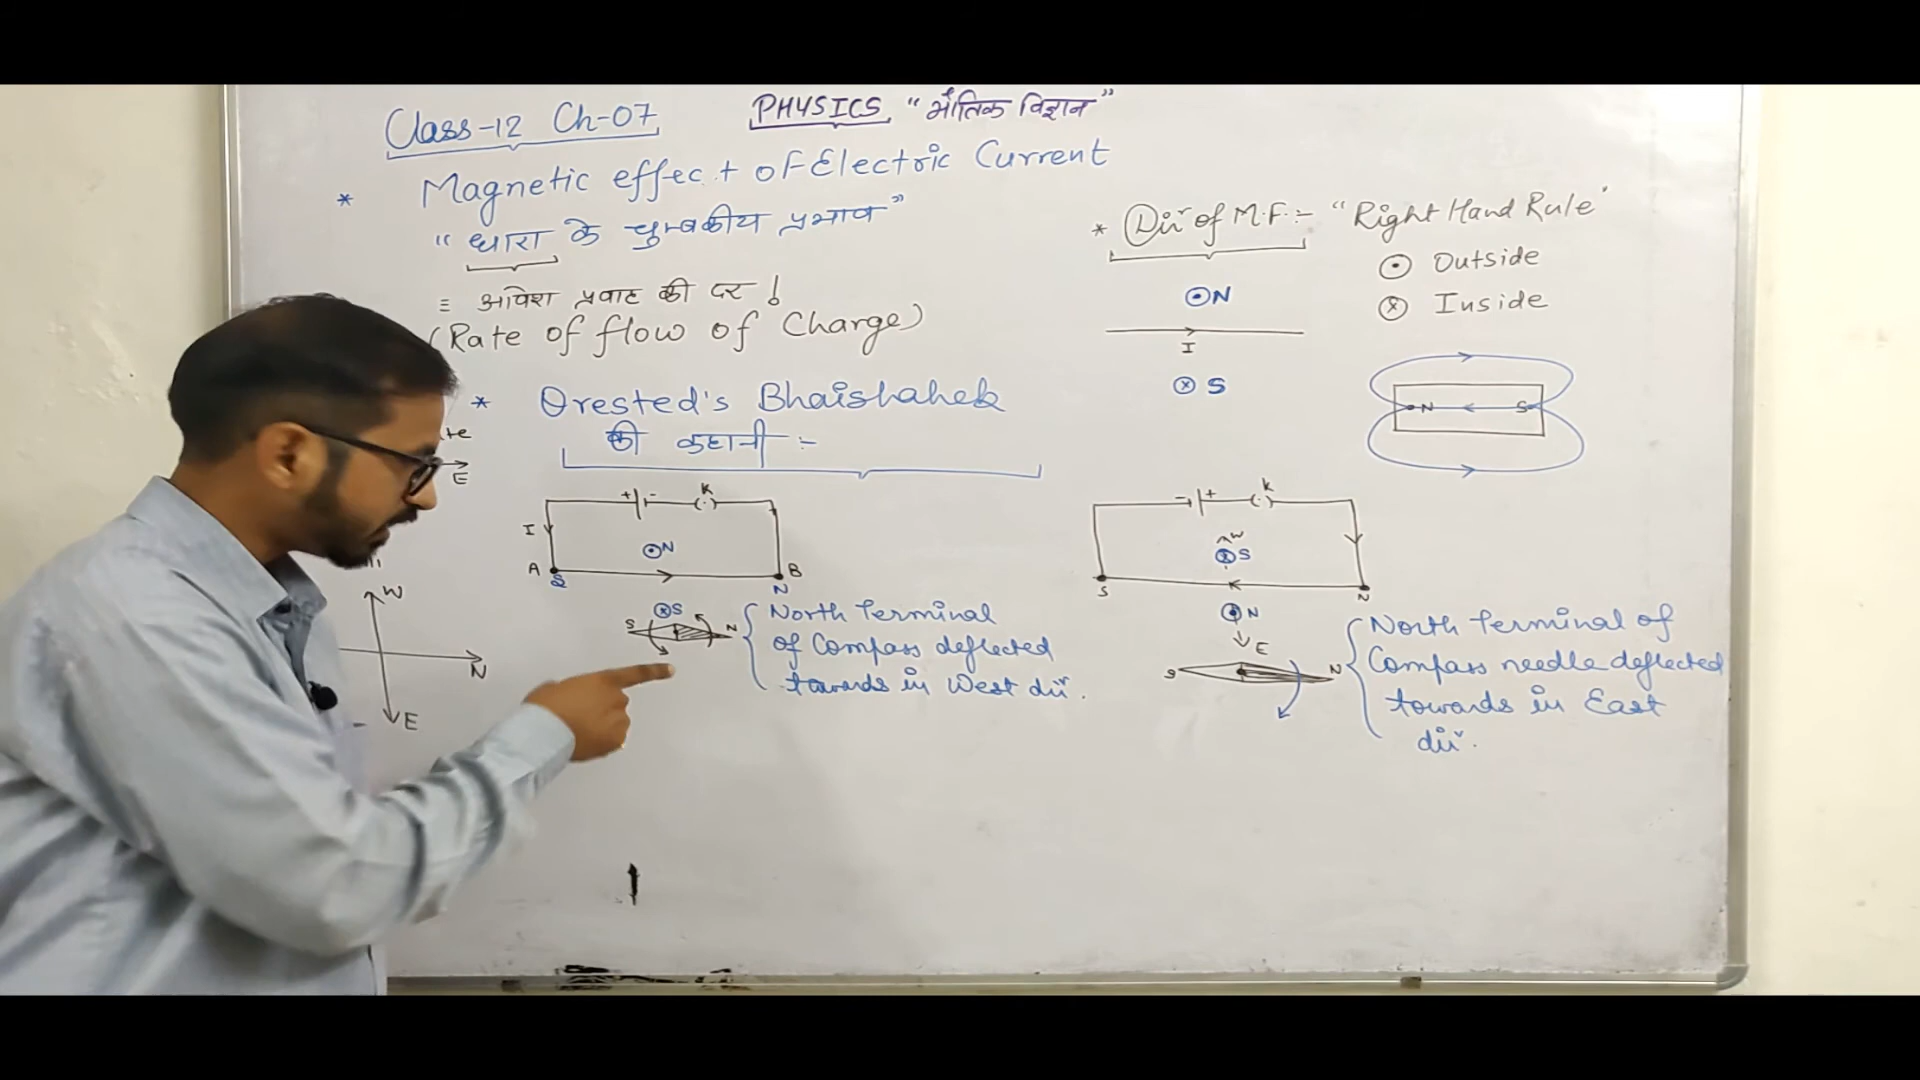 Class-12 Ch-07
PHYSICS "भौतिक विज्ञान"
* Magnetic effect of Electric Current
"धारा के चुम्बकीय प्रभाव"
≡ आवेश प्रवाह की दर !
(Rate of flow of Charge)
* Orested's Bhaishahek
की कहानी :-
E
+ - K
I
⊙N
A B
S N
⊗S
S N
North terminal
of Compass deflected
towards in West dir.
W
N
E
* Dir of M.F.:- "Right Hand Rule"
⊙ Outside
⊗ Inside
⊙N
I
⊗ S
N S
- + K
W
⊗S
S N
⊙N
E
S N
North terminal of
Compass needle deflected
towards in East
dir.